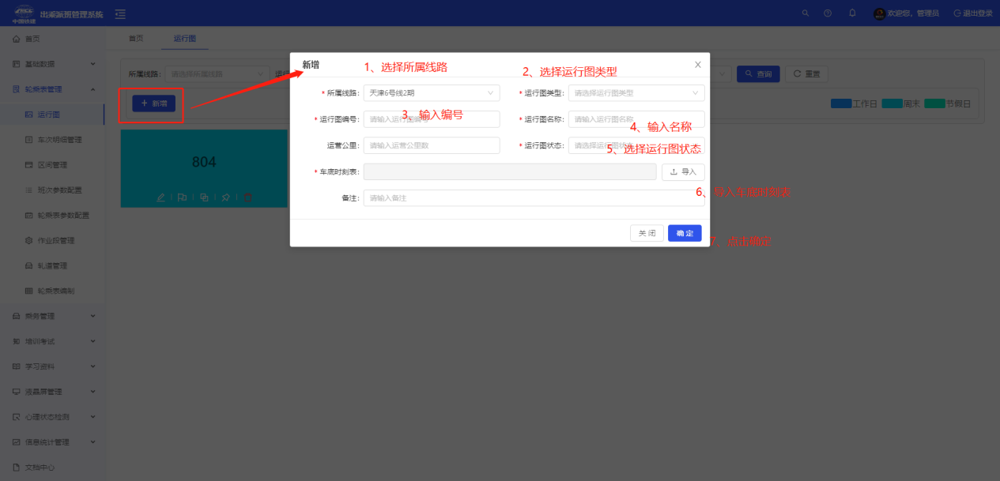 中国铁建 出乘派班管理系统 欢迎您，管理员 退出登录
首页
基础数据
轮乘表管理
运行图
车次明细管理
区间管理
班次参数配置
轮乘表参数配置
作业段管理
轧道管理
轮乘表编制
乘务管理
培训考试
学习资料
液晶屏管理
心理状态检测
信息统计管理
文档中心
首页 运行图
所属线路: 请选择所属线路 查询 重置
+ 新增
工作日 周末 节假日
804
新增
1、选择所属线路
2、选择运行图类型
* 所属线路: 天津6号线2期
* 运行图类型: 请选择运行图类型
* 运行图编号: 请输入运行图编号
3、输入编号
* 运行图名称: 请输入运行图名称
4、输入名称
运营公里: 请输入运营公里数
* 运行图状态: 请选择运行图状态
5、选择运行图状态
* 车底时刻表: 导入
6、导入车底时刻表
备注: 请输入备注
关闭 确定
7、点击确定